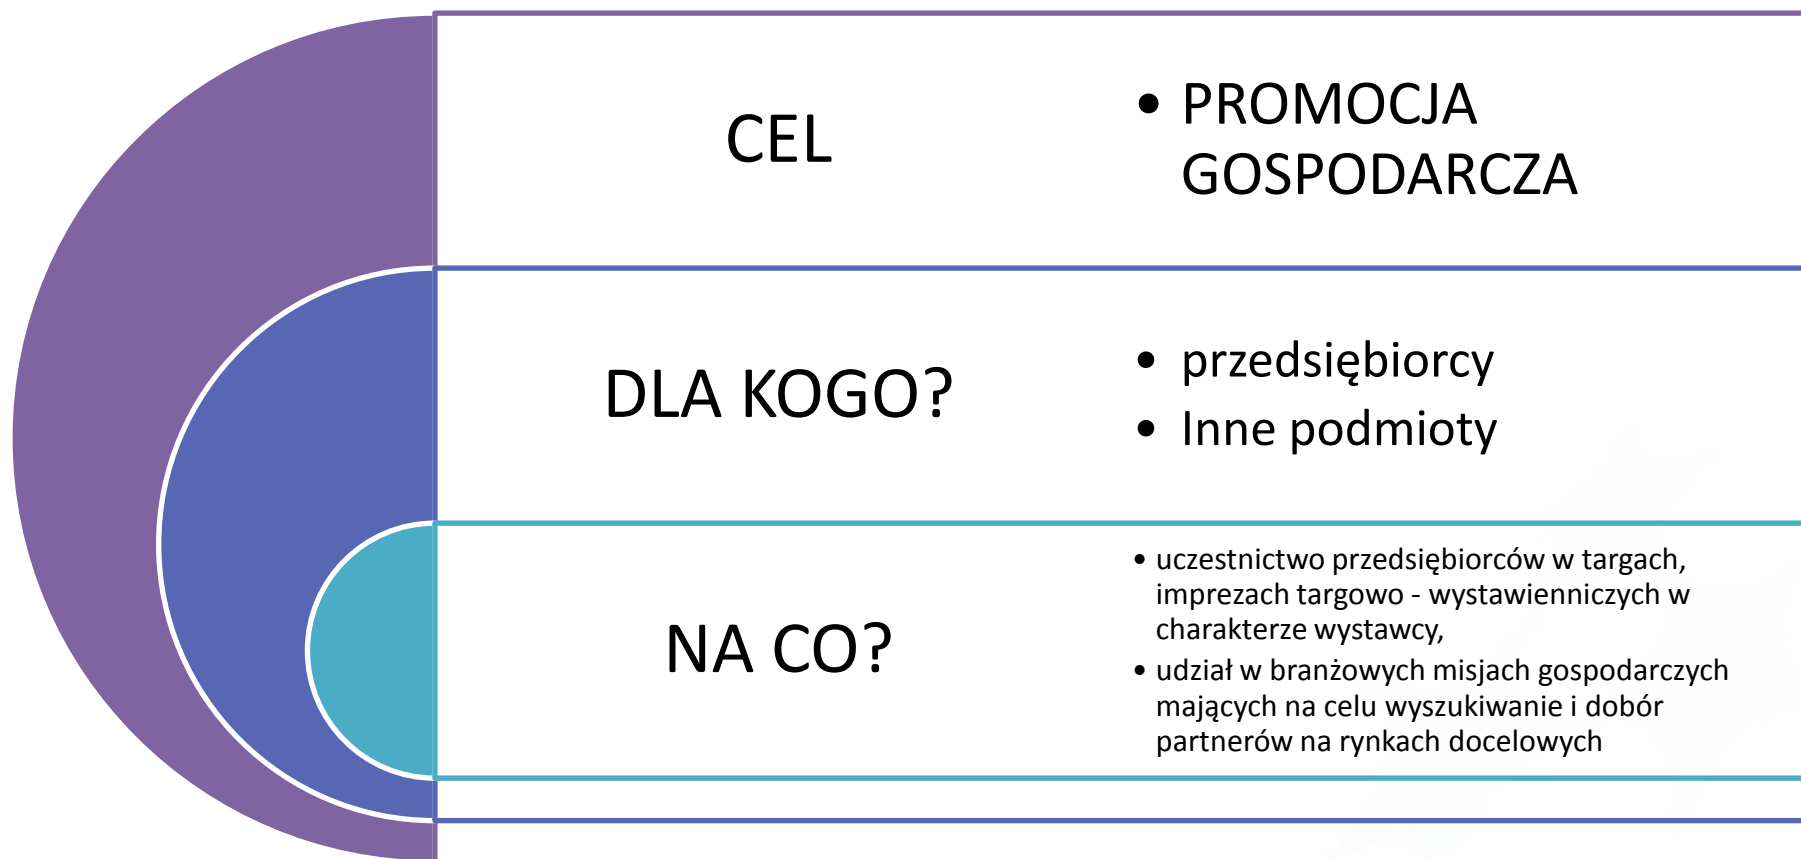 CEL
• PROMOCJA
GOSPODARCZA
DLA KOGO?
• przedsiębiorcy
• Inne podmioty
NA CO?
• uczestnictwo przedsiębiorców w targach,
imprezach targowo - wystawienniczych w
charakterze wystawcy,
• udział w branżowych misjach gospodarczych
mających na celu wyszukiwanie i dobór
partnerów na rynkach docelowych